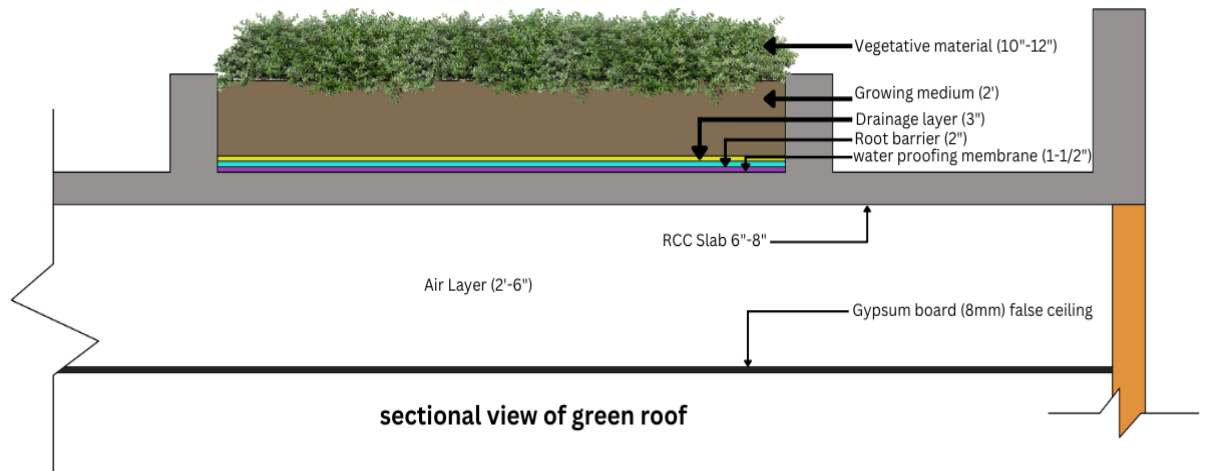 Vegetative material (10"-12")
Growing medium (2')
Drainage layer (3")
Root barrier (2")
water proofing membrane (1-1/2")
RCC Slab 6"-8"
Air Layer (2'-6")
Gypsum board (8mm) false ceiling
sectional view of green roof